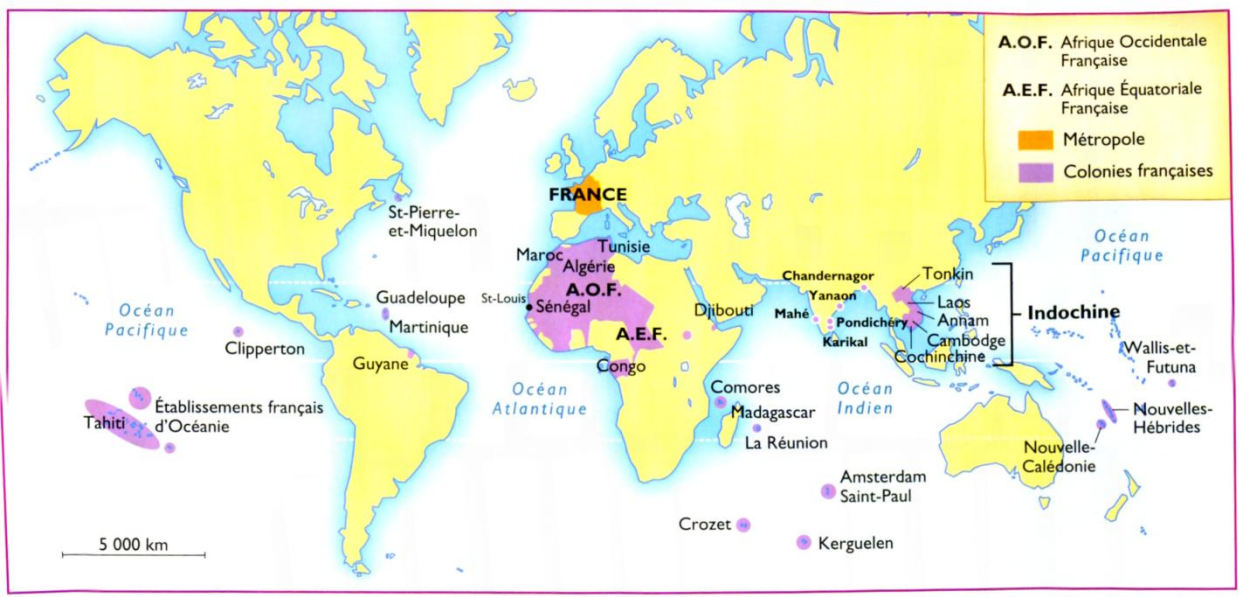 A.O.F. Afrique Occidentale
Française
A.E.F. Afrique Équatoriale
Française
Métropole
Colonies françaises
FRANCE
St-Pierre-
et-Miquelon
Océan
Pacifique
Maroc
Tunisie
Algérie
Tonkin
Chandernagor
A.O.F.
Yanaon
Guadeloupe
St-Louis
Sénégal
Laos
Djibouti
Mahé
Pondichéry
Annam
Indochine
Océan
Pacifique
Martinique
A.E.F.
Karikal
Cambodge
Clipperton
Cochinchine
Wallis-et-
Futuna
Guyane
Congo
Océan
Atlantique
Comores
Océan
Indien
Établissements français
d'Océanie
Tahiti
Madagascar
La Réunion
Nouvelles-
Hébrides
Nouvelle-
Calédonie
Amsterdam
Saint-Paul
Crozet
Kerguelen
5 000 km